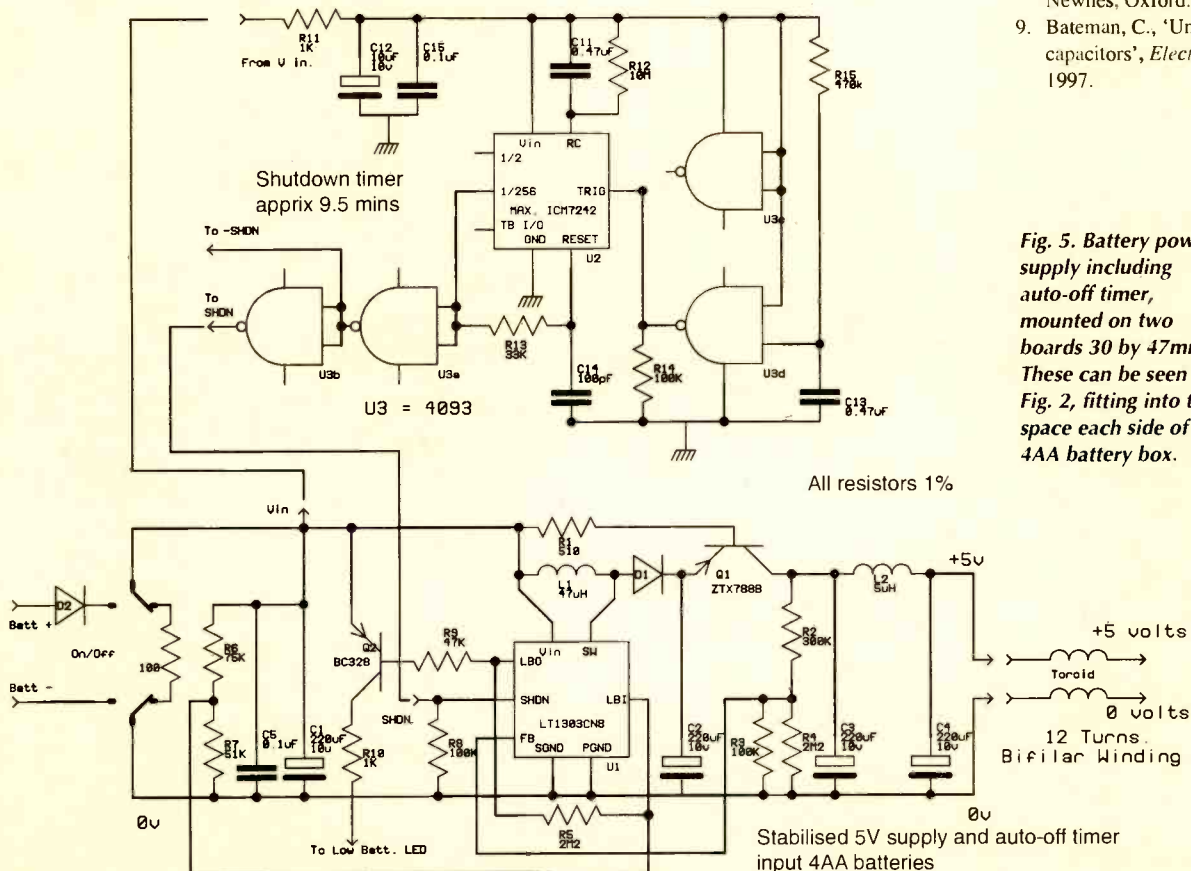 Newnes, Oxford.
9. Bateman, C., 'Un
capacitors', Elect
1997.
R11
1K
From V in.
C12
10uF
10v
C15
0.1uF
C11
0.47uF
R12
10M
R15
470k
Vin
RC
1/2
1/256
TRIG
MAX. ICM7242
TB I/O
GND
RESET
U2
U3c
Shutdown timer
apprix 9.5 mins
To -SHDN
To
SHDN
U3b
U3a
R13
33K
C14
100pF
R14
100K
U3d
C13
0.47uF
U3 = 4093
All resistors 1%
Fig. 5. Battery pow
supply including
auto-off timer,
mounted on two
boards 30 by 47m
These can be seen
Fig. 2, fitting into t
space each side of
4AA battery box.
Vin
D2
Batt +
On/Off
Batt -
100
R6
75K
R7
51K
C5
0.1uF
C1
220uF
10v
0v
Q2
BC328
R9
47K
R10
1K
To Low Batt. LED
SHDN.
R8
100K
R1
510
L1
47uH
D1
Q1
ZTX788B
Vin
SW
LBO
SHDN
LBI
LT1303CN8
FB
SGND
PGND
U1
R5
2M2
C2
220uF
10v
R2
300K
R3
100K
R4
2M2
C3
220uF
10v
L2
5uH
C4
220uF
10v
+5v
0v
+5 volts
Toroid
0 volts
12 Turns.
Bifilar Winding
Stabilised 5V supply and auto-off timer
input 4AA batteries